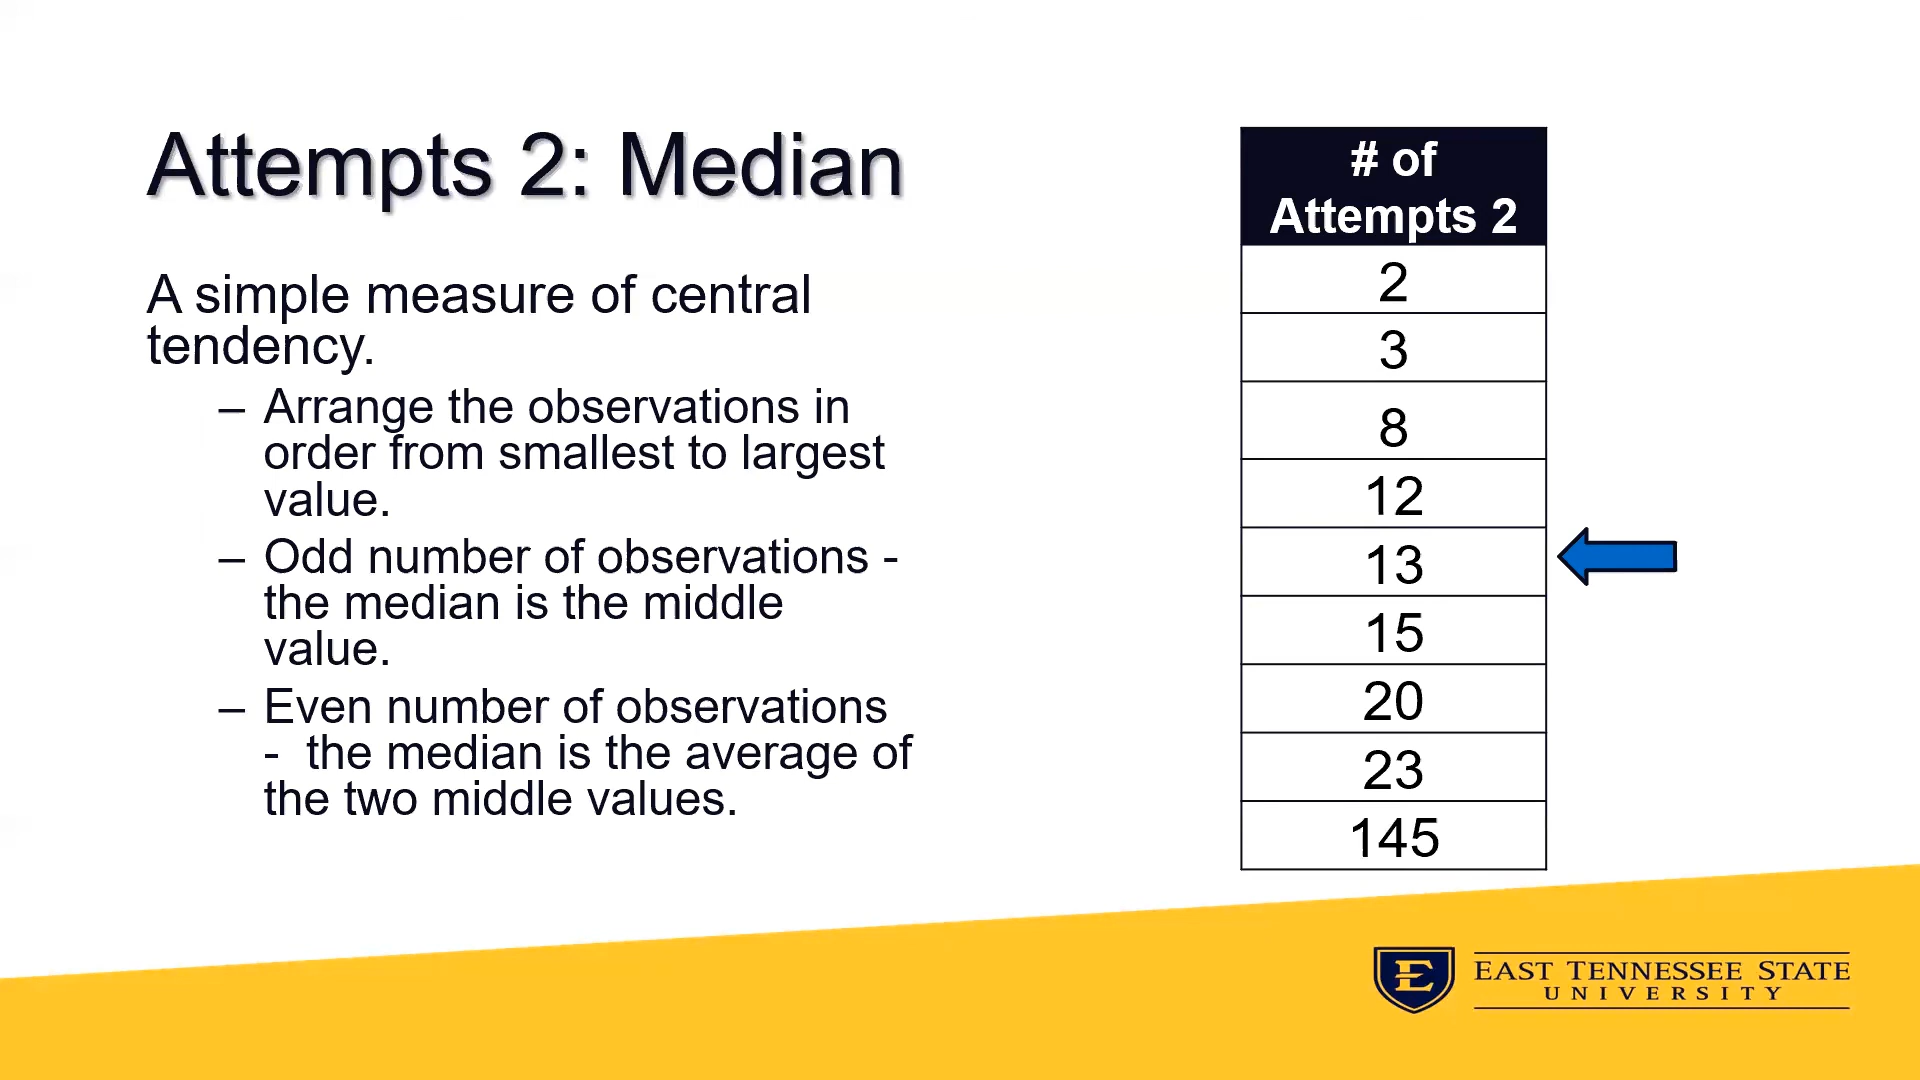 Attempts 2: Median
A simple measure of central
tendency.
– Arrange the observations in
order from smallest to largest
value.
– Odd number of observations -
the median is the middle
value.
– Even number of observations
- the median is the average of
the two middle values.
# of
Attempts 2
2
3
8
12
13
15
20
23
145
E
EAST TENNESSEE STATE
UNIVERSITY